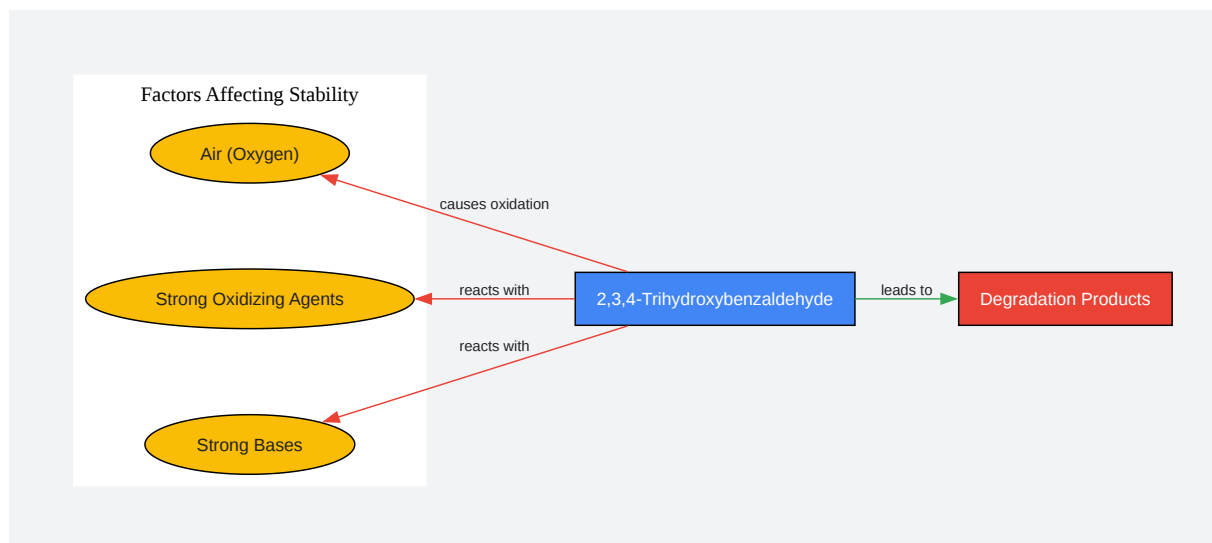 Factors Affecting Stability
Air (Oxygen)
causes oxidation
Strong Oxidizing Agents
reacts with
2,3,4-Trihydroxybenzaldehyde
leads to
Degradation Products
reacts with
Strong Bases